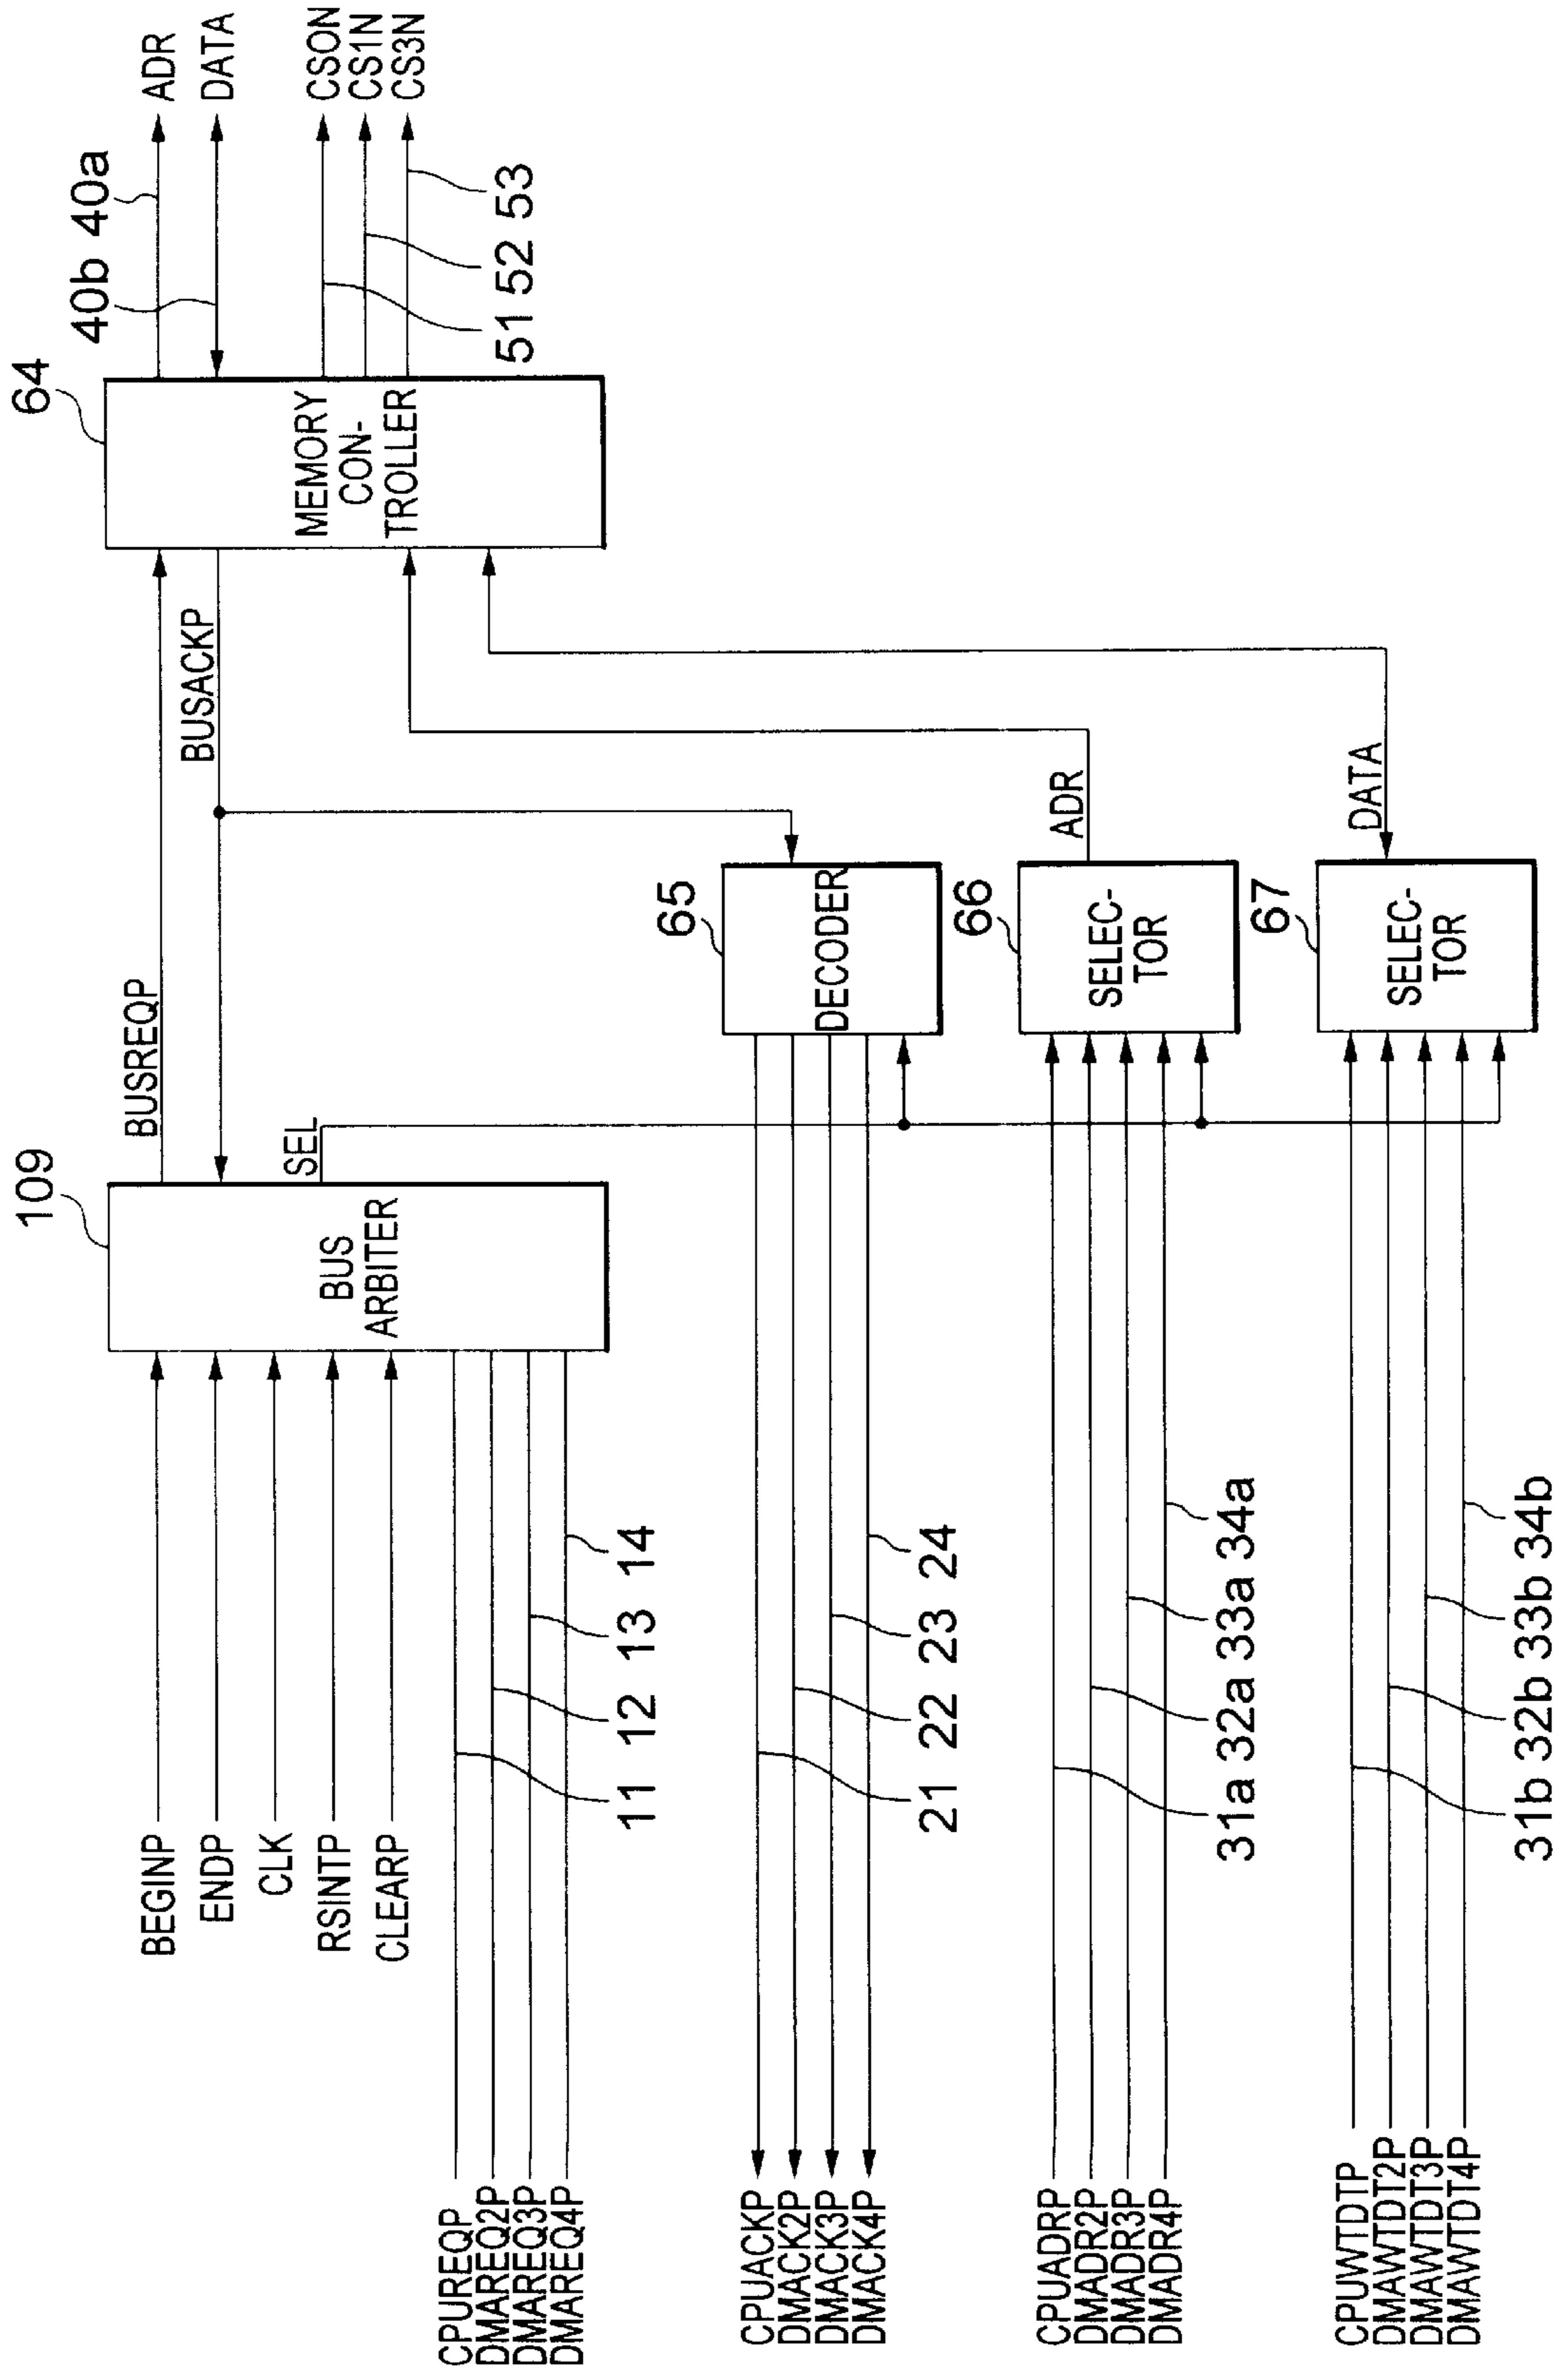 109
BUS
ARBITER
BEGINP
ENDP
CLK
RSINTP
CLEARP
CPUREQP
DMAREQ2P
DMAREQ3P
DMAREQ4P
11 12 13 14
BUSREQP
BUSACKP
SEL
64
MEMORY
CON-
TROLLER
40b 40a
ADR
DATA
CS0N
CS1N
CS3N
51 52 53
65
DECODER
CPUACKP
DMACK2P
DMACK3P
DMACK4P
21 22 23 24
66
SELEC-
TOR
ADR
CPUADRP
DMADR2P
DMADR3P
DMADR4P
31a 32a 33a 34a
67
SELEC-
TOR
DATA
CPUWTDTP
DMAWTDT2P
DMAWTDT3P
DMAWTDT4P
31b 32b 33b 34b